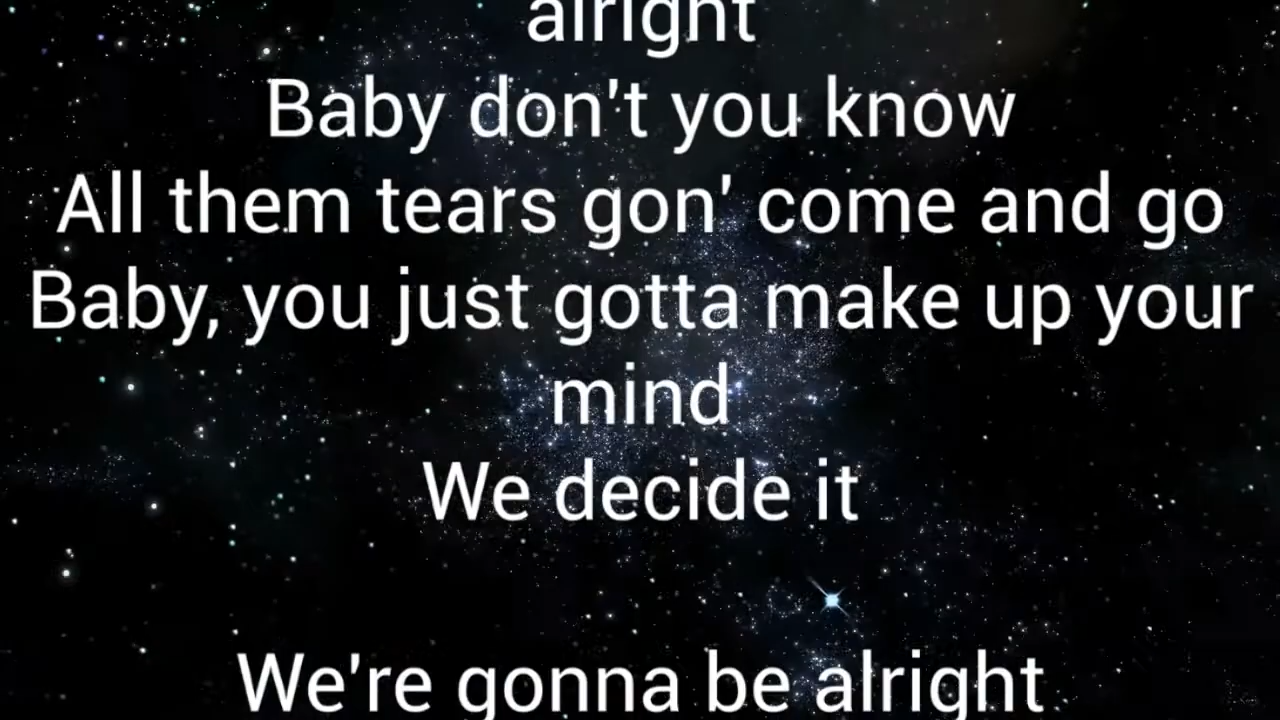 alright
Baby don't you know
All them tears gon' come and go
Baby, you just gotta make up your
mind
We decide it
We're gonna be alright